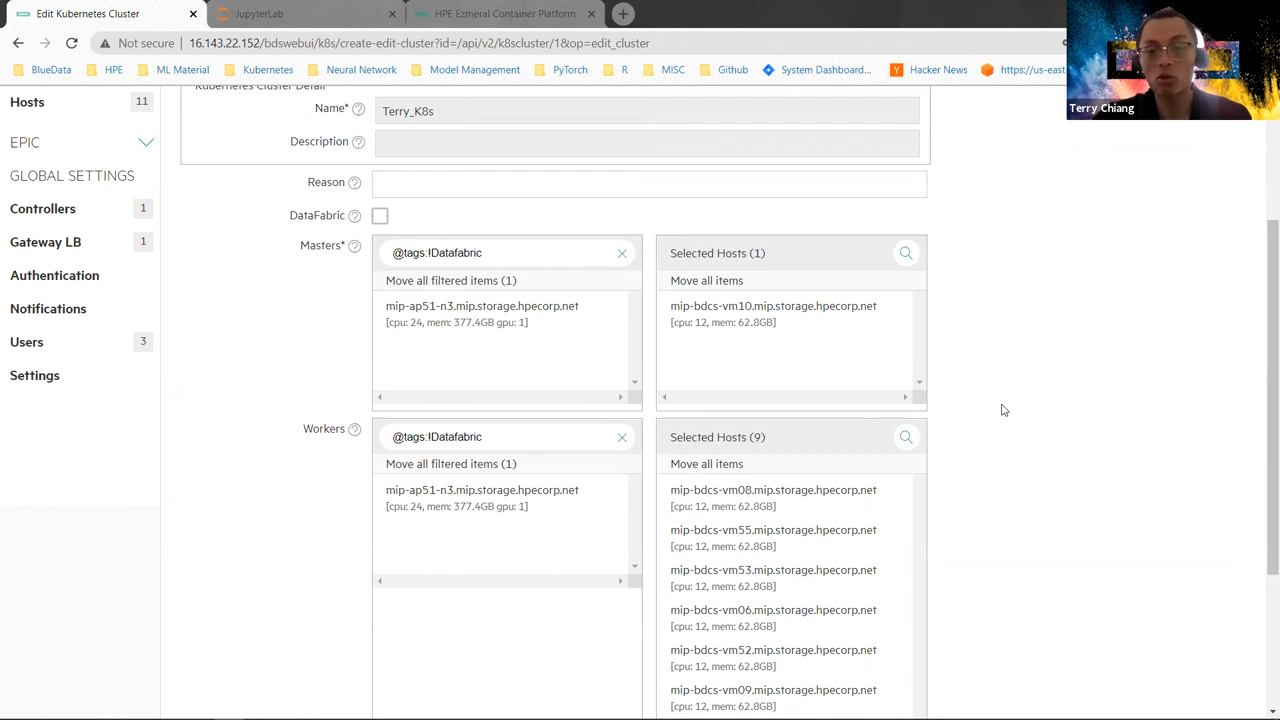 Edit Kubernetes Cluster
JupyterLab
HPE Ezmeral Container Platform
Not secure 16.143.22.152/bdswebui/k8s/create-edit-cluster?id=/api/v2/k8scluster/1&op=edit_cluster
BlueData HPE ML Material Kubernetes Neural Network Model Management PyTorch R MISC Github System Dashboard... Hacker News https://us-east
Terry Chiang
Hosts 11
EPIC
GLOBAL SETTINGS
Controllers 1
Gateway LB 1
Authentication
Notifications
Users 3
Settings
Kubernetes Cluster Detail
Name* Terry_K8s
Description
Reason
DataFabric
Masters*
@tags:!Datafabric
Move all filtered items (1)
mip-ap51-n3.mip.storage.hpecorp.net
[cpu: 24, mem: 377.4GB gpu: 1]
Selected Hosts (1)
Move all items
mip-bdcs-vm10.mip.storage.hpecorp.net
[cpu: 12, mem: 62.8GB]
Workers
@tags:!Datafabric
Move all filtered items (1)
mip-ap51-n3.mip.storage.hpecorp.net
[cpu: 24, mem: 377.4GB gpu: 1]
Selected Hosts (9)
Move all items
mip-bdcs-vm08.mip.storage.hpecorp.net
[cpu: 12, mem: 62.8GB]
mip-bdcs-vm55.mip.storage.hpecorp.net
[cpu: 12, mem: 62.8GB]
mip-bdcs-vm53.mip.storage.hpecorp.net
[cpu: 12, mem: 62.8GB]
mip-bdcs-vm06.mip.storage.hpecorp.net
[cpu: 12, mem: 62.8GB]
mip-bdcs-vm52.mip.storage.hpecorp.net
[cpu: 12, mem: 62.8GB]
mip-bdcs-vm09.mip.storage.hpecorp.net
[cpu: 12, mem: 62.8GB]